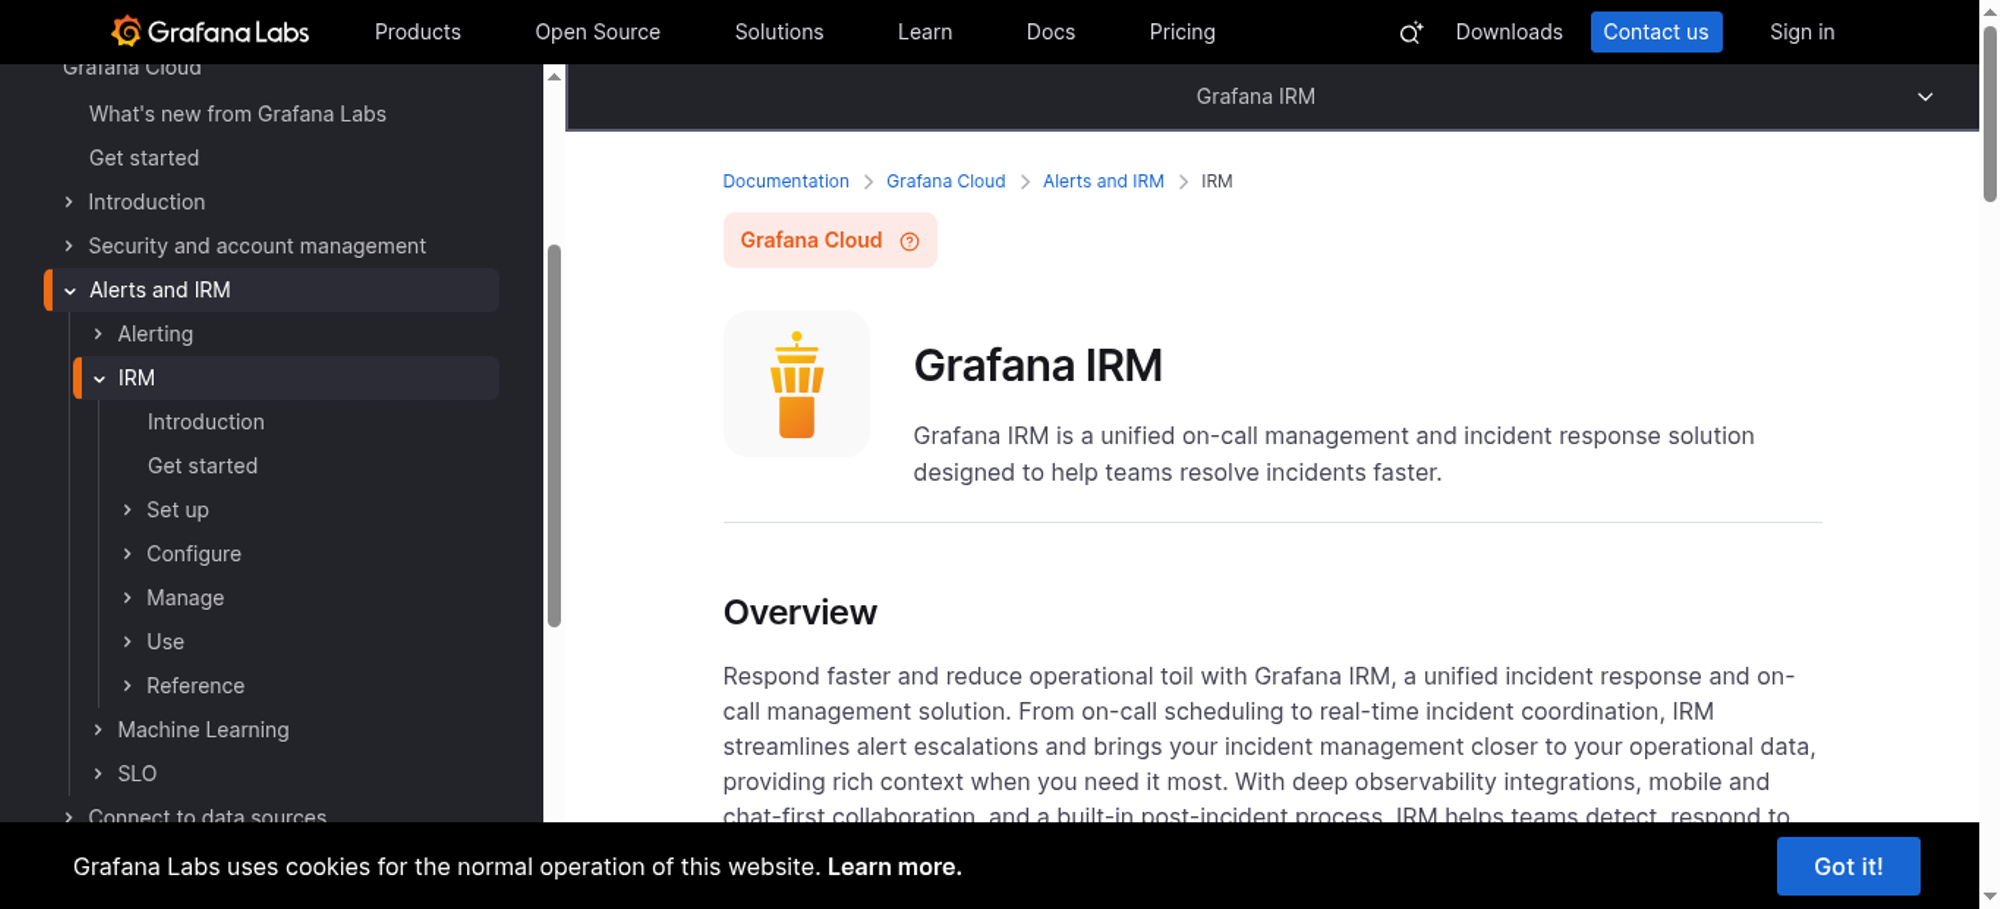 Grafana Labs
Products
Open Source
Solutions
Learn
Docs
Pricing
Downloads
Contact us
Sign in
Grafana Cloud
What's new from Grafana Labs
Get started
Introduction
Security and account management
Alerts and IRM
Alerting
IRM
Introduction
Get started
Set up
Configure
Manage
Use
Reference
Machine Learning
SLO
Connect to data sources
Grafana IRM
Documentation > Grafana Cloud > Alerts and IRM > IRM
Grafana Cloud
Grafana IRM
Grafana IRM is a unified on-call management and incident response solution
designed to help teams resolve incidents faster.
Overview
Respond faster and reduce operational toil with Grafana IRM, a unified incident response and on-
call management solution. From on-call scheduling to real-time incident coordination, IRM
streamlines alert escalations and brings your incident management closer to your operational data,
providing rich context when you need it most. With deep observability integrations, mobile and
chat-first collaboration, and a built-in post-incident process, IRM helps teams detect, respond to
Grafana Labs uses cookies for the normal operation of this website. Learn more.
Got it!